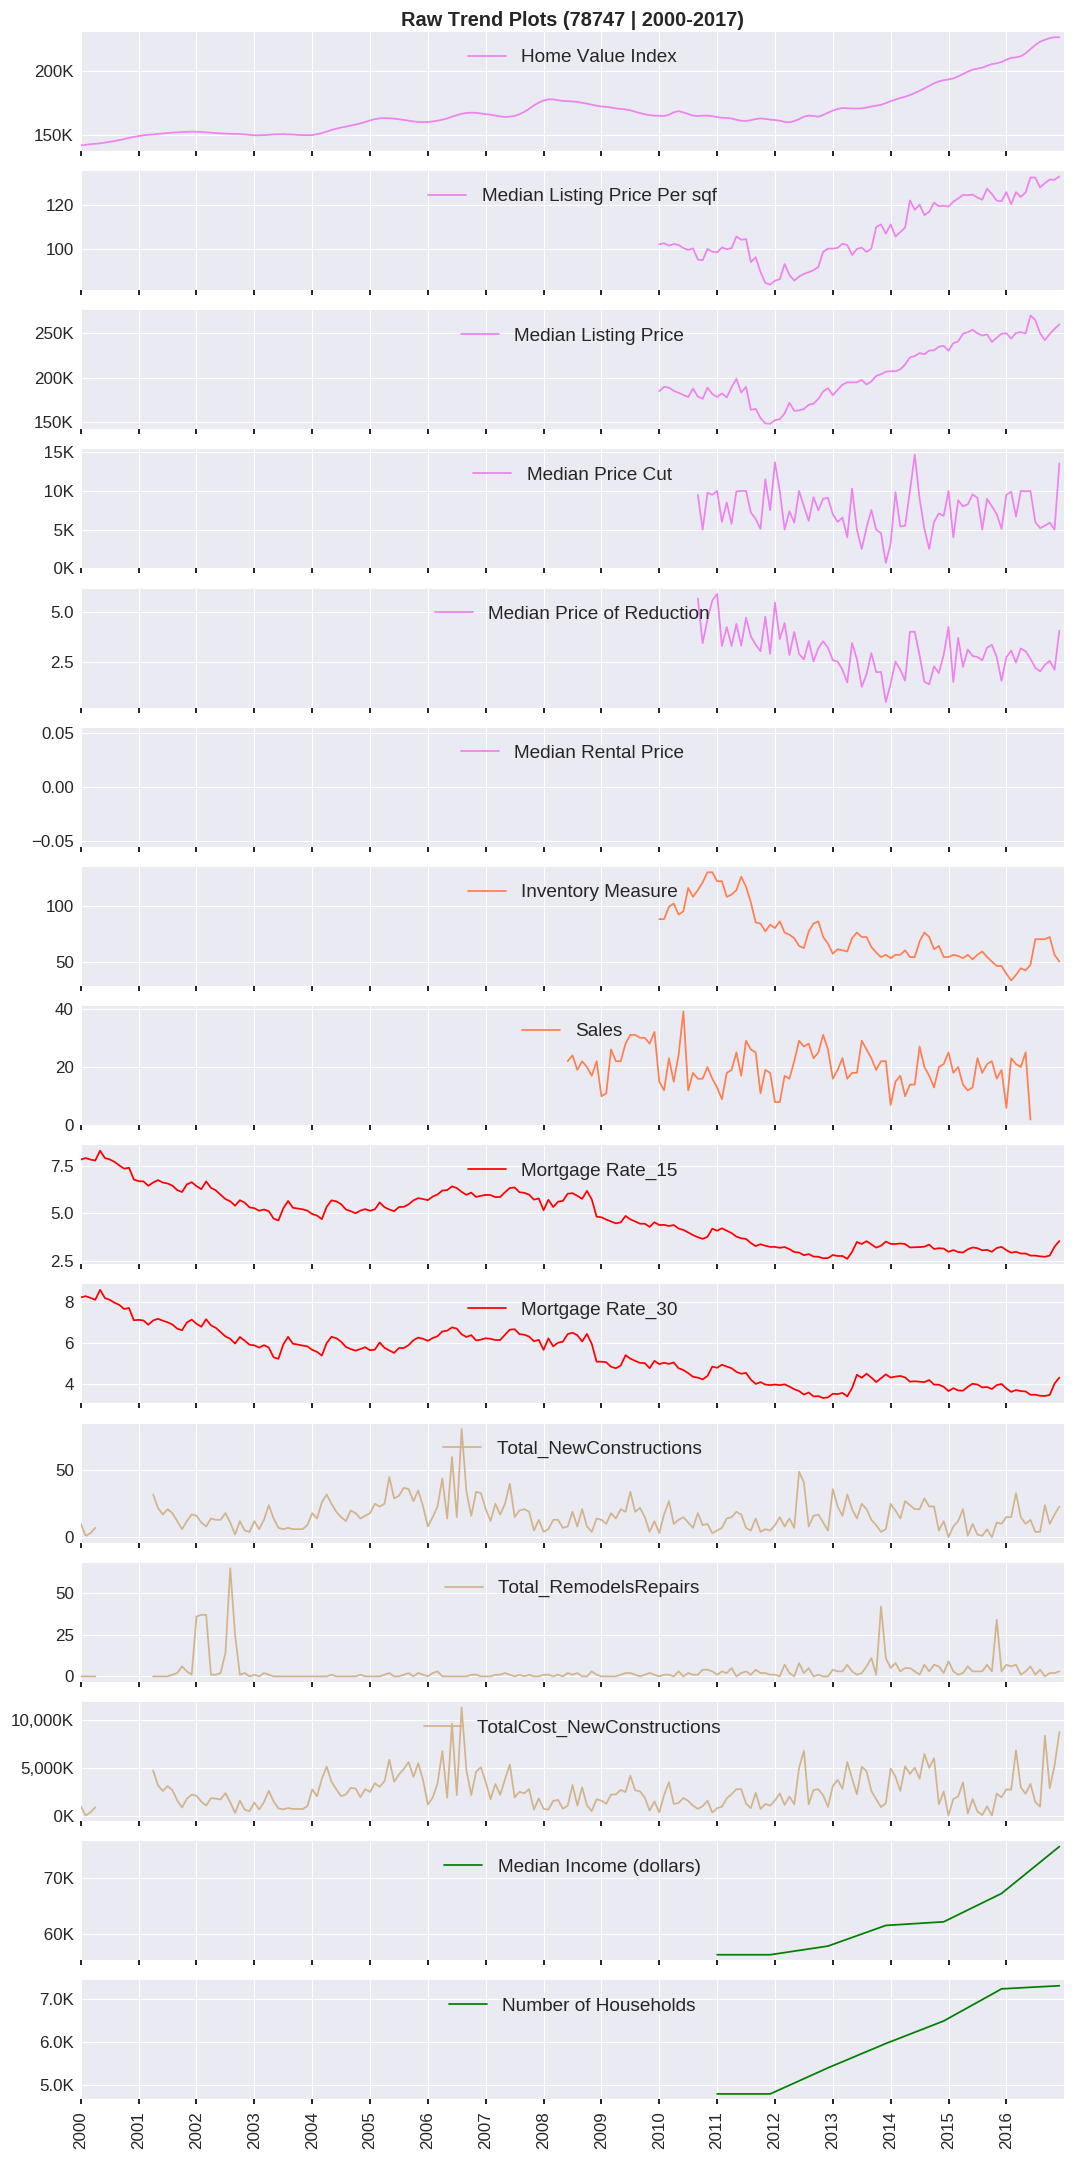 Raw Trend Plots (78747 | 2000-2017)
Home Value Index
200K
150K
Median Listing Price Per sqf
120
100
Median Listing Price
250K
200K
150K
Median Price Cut
15K
10K
5K
0K
Median Price of Reduction
5.0
2.5
Median Rental Price
0.05
0.00
−0.05
Inventory Measure
100
50
Sales
40
20
0
Mortgage Rate_15
7.5
5.0
2.5
Mortgage Rate_30
8
6
4
Total_NewConstructions
50
0
Total_RemodelsRepairs
50
25
0
TotalCost_NewConstructions
10,000K
5,000K
0K
Median Income (dollars)
70K
60K
Number of Households
7.0K
6.0K
5.0K
2000 2001 2002 2003 2004 2005 2006 2007 2008 2009 2010 2011 2012 2013 2014 2015 2016